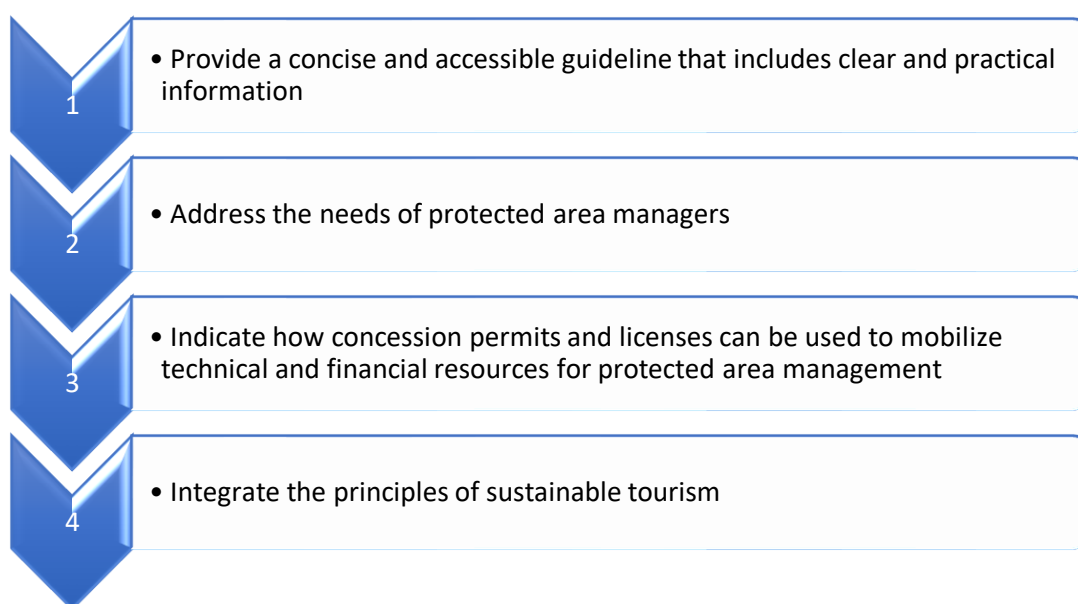 1
• Provide a concise and accessible guideline that includes clear and practical
information
2
• Address the needs of protected area managers
3
• Indicate how concession permits and licenses can be used to mobilize
technical and financial resources for protected area management
4
• Integrate the principles of sustainable tourism